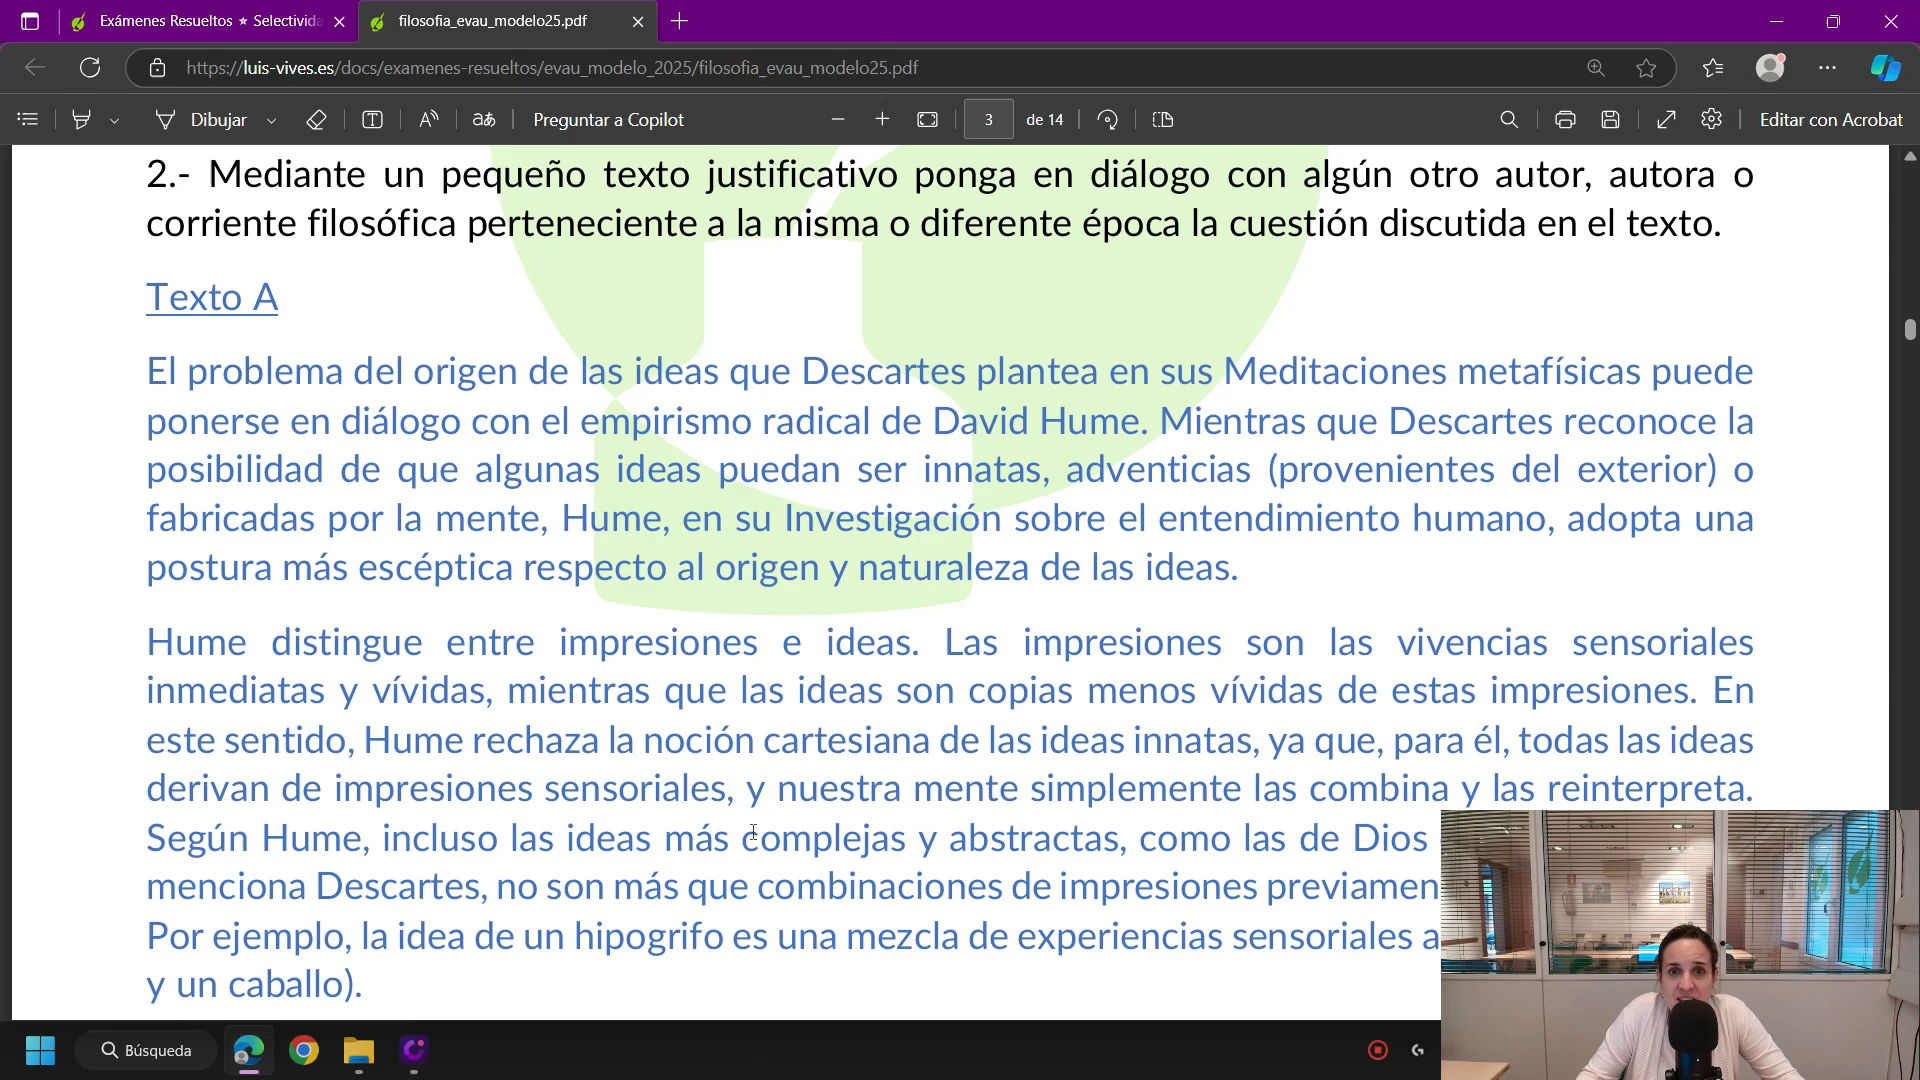 Exámenes Resueltos ★ Selectivida
filosofia_evau_modelo25.pdf
https://luis-vives.es/docs/examenes-resueltos/evau_modelo_2025/filosofia_evau_modelo25.pdf
Dibujar
Preguntar a Copilot
3
de 14
Editar con Acrobat
2.- Mediante un pequeño texto justificativo ponga en diálogo con algún otro autor, autora o
corriente filosófica perteneciente a la misma o diferente época la cuestión discutida en el texto.
Texto A
El problema del origen de las ideas que Descartes plantea en sus Meditaciones metafísicas puede
ponerse en diálogo con el empirismo radical de David Hume. Mientras que Descartes reconoce la
posibilidad de que algunas ideas puedan ser innatas, adventicias (provenientes del exterior) o
fabricadas por la mente, Hume, en su Investigación sobre el entendimiento humano, adopta una
postura más escéptica respecto al origen y naturaleza de las ideas.
Hume distingue entre impresiones e ideas. Las impresiones son las vivencias sensoriales
inmediatas y vívidas, mientras que las ideas son copias menos vívidas de estas impresiones. En
este sentido, Hume rechaza la noción cartesiana de las ideas innatas, ya que, para él, todas las ideas
derivan de impresiones sensoriales, y nuestra mente simplemente las combina y las reinterpreta.
Según Hume, incluso las ideas más complejas y abstractas, como las de Dios
menciona Descartes, no son más que combinaciones de impresiones previamen
Por ejemplo, la idea de un hipogrifo es una mezcla de experiencias sensoriales a
y un caballo).
Búsqueda